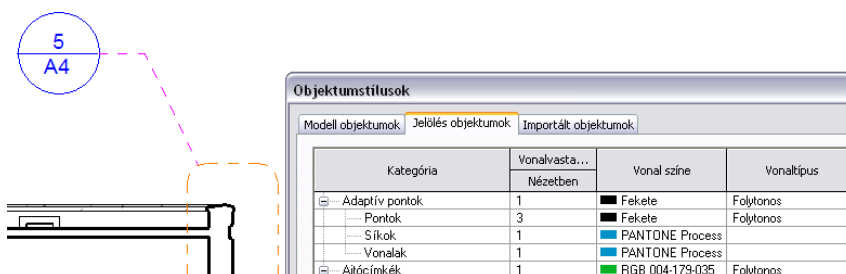 5
A4
Objektumstílusok
Modell objektumok Jelölés objektumok Importált objektumok
Kategória Vonalvasta... Vonal színe Vonaltípus
Nézetben
Adaptív pontok 1 Fekete Folytonos
Pontok 3 Fekete Folytonos
Síkok 1 PANTONE Process
Vonalak 1 PANTONE Process
Ajtócímkék 1 RGB 004-179-035 Folytonos